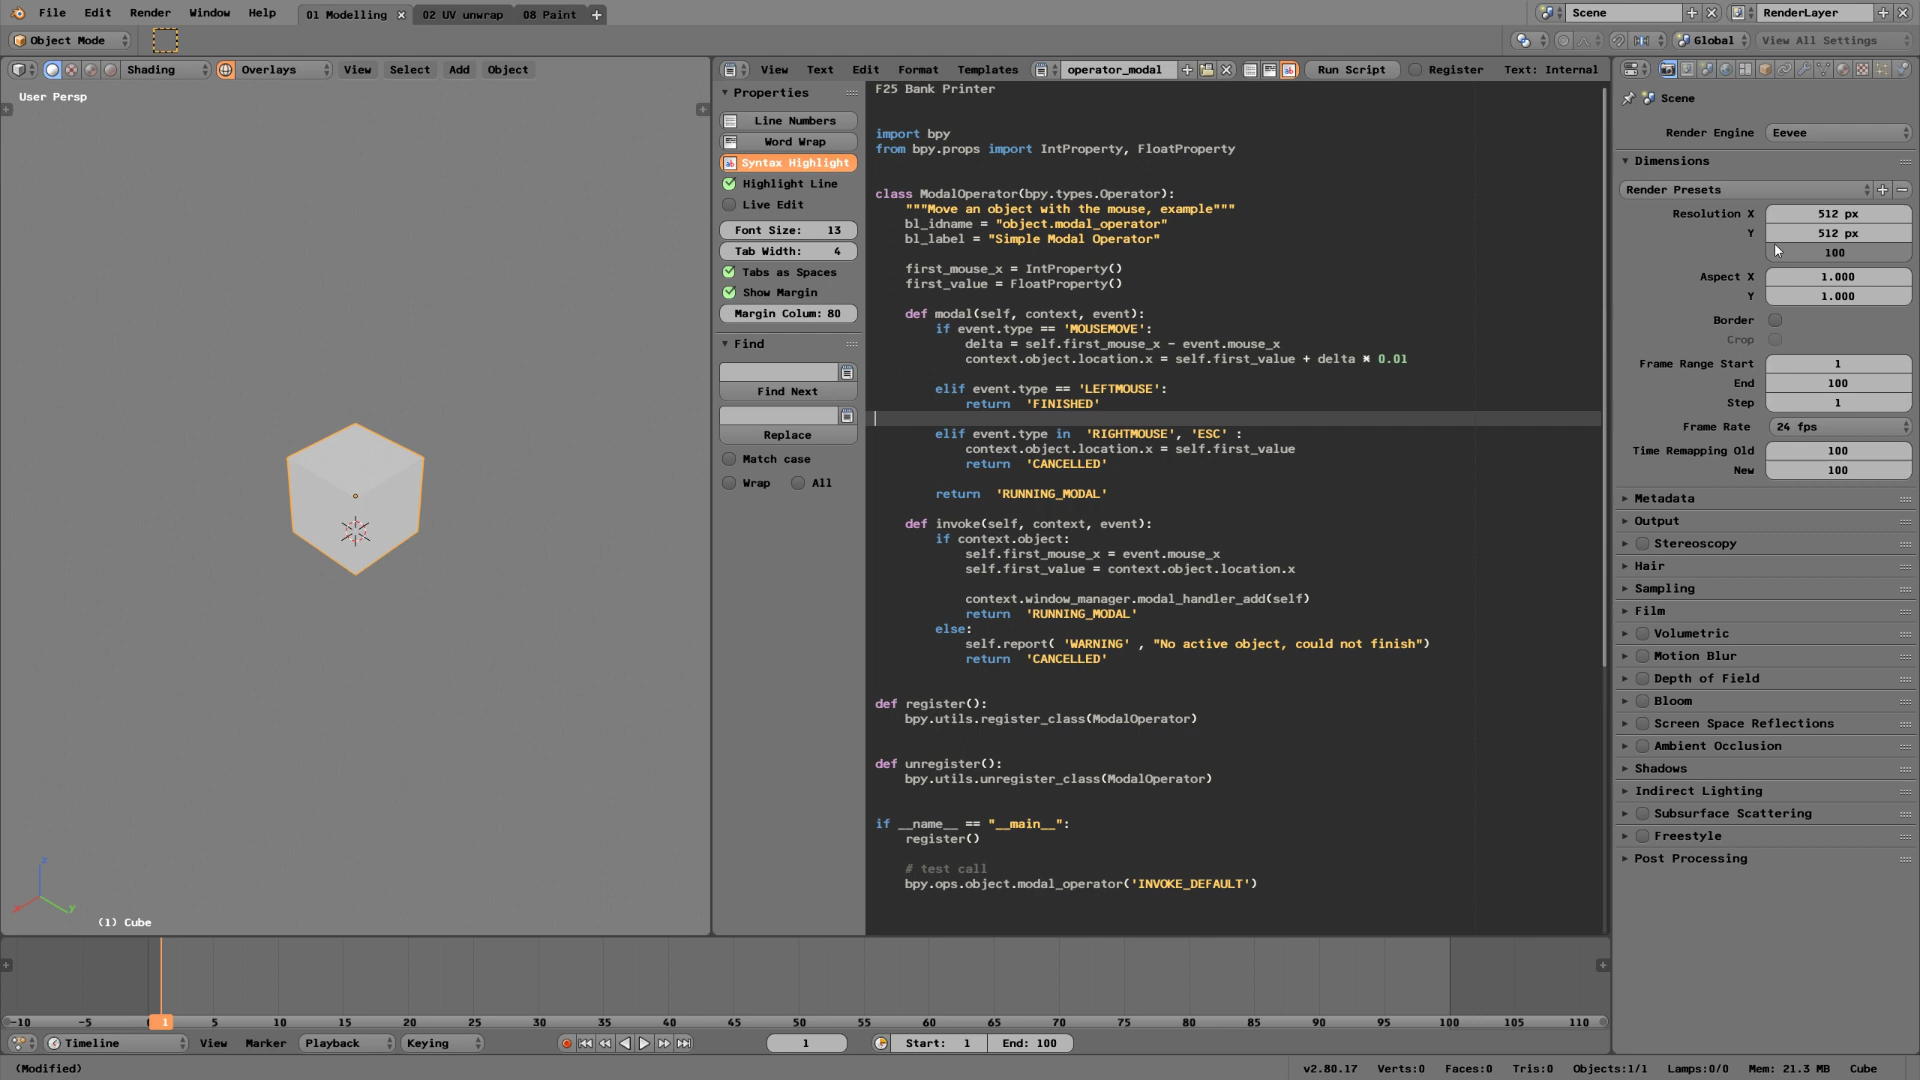 File Edit Render Window Help 01 Modelling 02 UV unwrap 08 Paint Scene RenderLayer
Object Mode Global View All Settings
Shading Overlays View Select Add Object
View Text Edit Format Templates operator_modal Run Script Register Text: Internal
User Persp
(1) Cube
z
x
y
Properties
Line Numbers
Word Wrap
Syntax Highlight
Highlight Line
Live Edit
Font Size: 13
Tab Width: 4
Tabs as Spaces
Show Margin
Margin Colum: 80
Find
Find Next
Replace
Match case
Wrap All
F25 Bank Printer
import bpy
from bpy.props import IntProperty, FloatProperty
class ModalOperator(bpy.types.Operator):
"""Move an object with the mouse, example"""
bl_idname = "object.modal_operator"
bl_label = "Simple Modal Operator"
first_mouse_x = IntProperty()
first_value = FloatProperty()
def modal(self, context, event):
if event.type == 'MOUSEMOVE':
delta = self.first_mouse_x - event.mouse_x
context.object.location.x = self.first_value + delta * 0.01
elif event.type == 'LEFTMOUSE':
return 'FINISHED'
elif event.type in 'RIGHTMOUSE', 'ESC' :
context.object.location.x = self.first_value
return 'CANCELLED'
return 'RUNNING_MODAL'
def invoke(self, context, event):
if context.object:
self.first_mouse_x = event.mouse_x
self.first_value = context.object.location.x
context.window_manager.modal_handler_add(self)
return 'RUNNING_MODAL'
else:
self.report( 'WARNING' , "No active object, could not finish")
return 'CANCELLED'
def register():
bpy.utils.register_class(ModalOperator)
def unregister():
bpy.utils.unregister_class(ModalOperator)
if __name__ == "__main__":
register()
# test call
bpy.ops.object.modal_operator('INVOKE_DEFAULT')
Scene
Render Engine Eevee
Dimensions
Render Presets
Resolution X 512 px
Y 512 px
100
Aspect X 1.000
Y 1.000
Border
Crop
Frame Range Start 1
End 100
Step 1
Frame Rate 24 fps
Time Remapping Old 100
New 100
Metadata
Output
Stereoscopy
Hair
Sampling
Film
Volumetric
Motion Blur
Depth of Field
Bloom
Screen Space Reflections
Ambient Occlusion
Shadows
Indirect Lighting
Subsurface Scattering
Freestyle
Post Processing
-10 -5 1 5 10 15 20 25 30 35 40 45 50 55 60 65 70 75 80 85 90 95 100 105 110
Timeline View Marker Playback Keying 1 Start: 1 End: 100
(Modified) v2.80.17 Verts:0 Faces:0 Tris:0 Objects:1/1 Lamps:0/0 Mem: 21.3 MB Cube